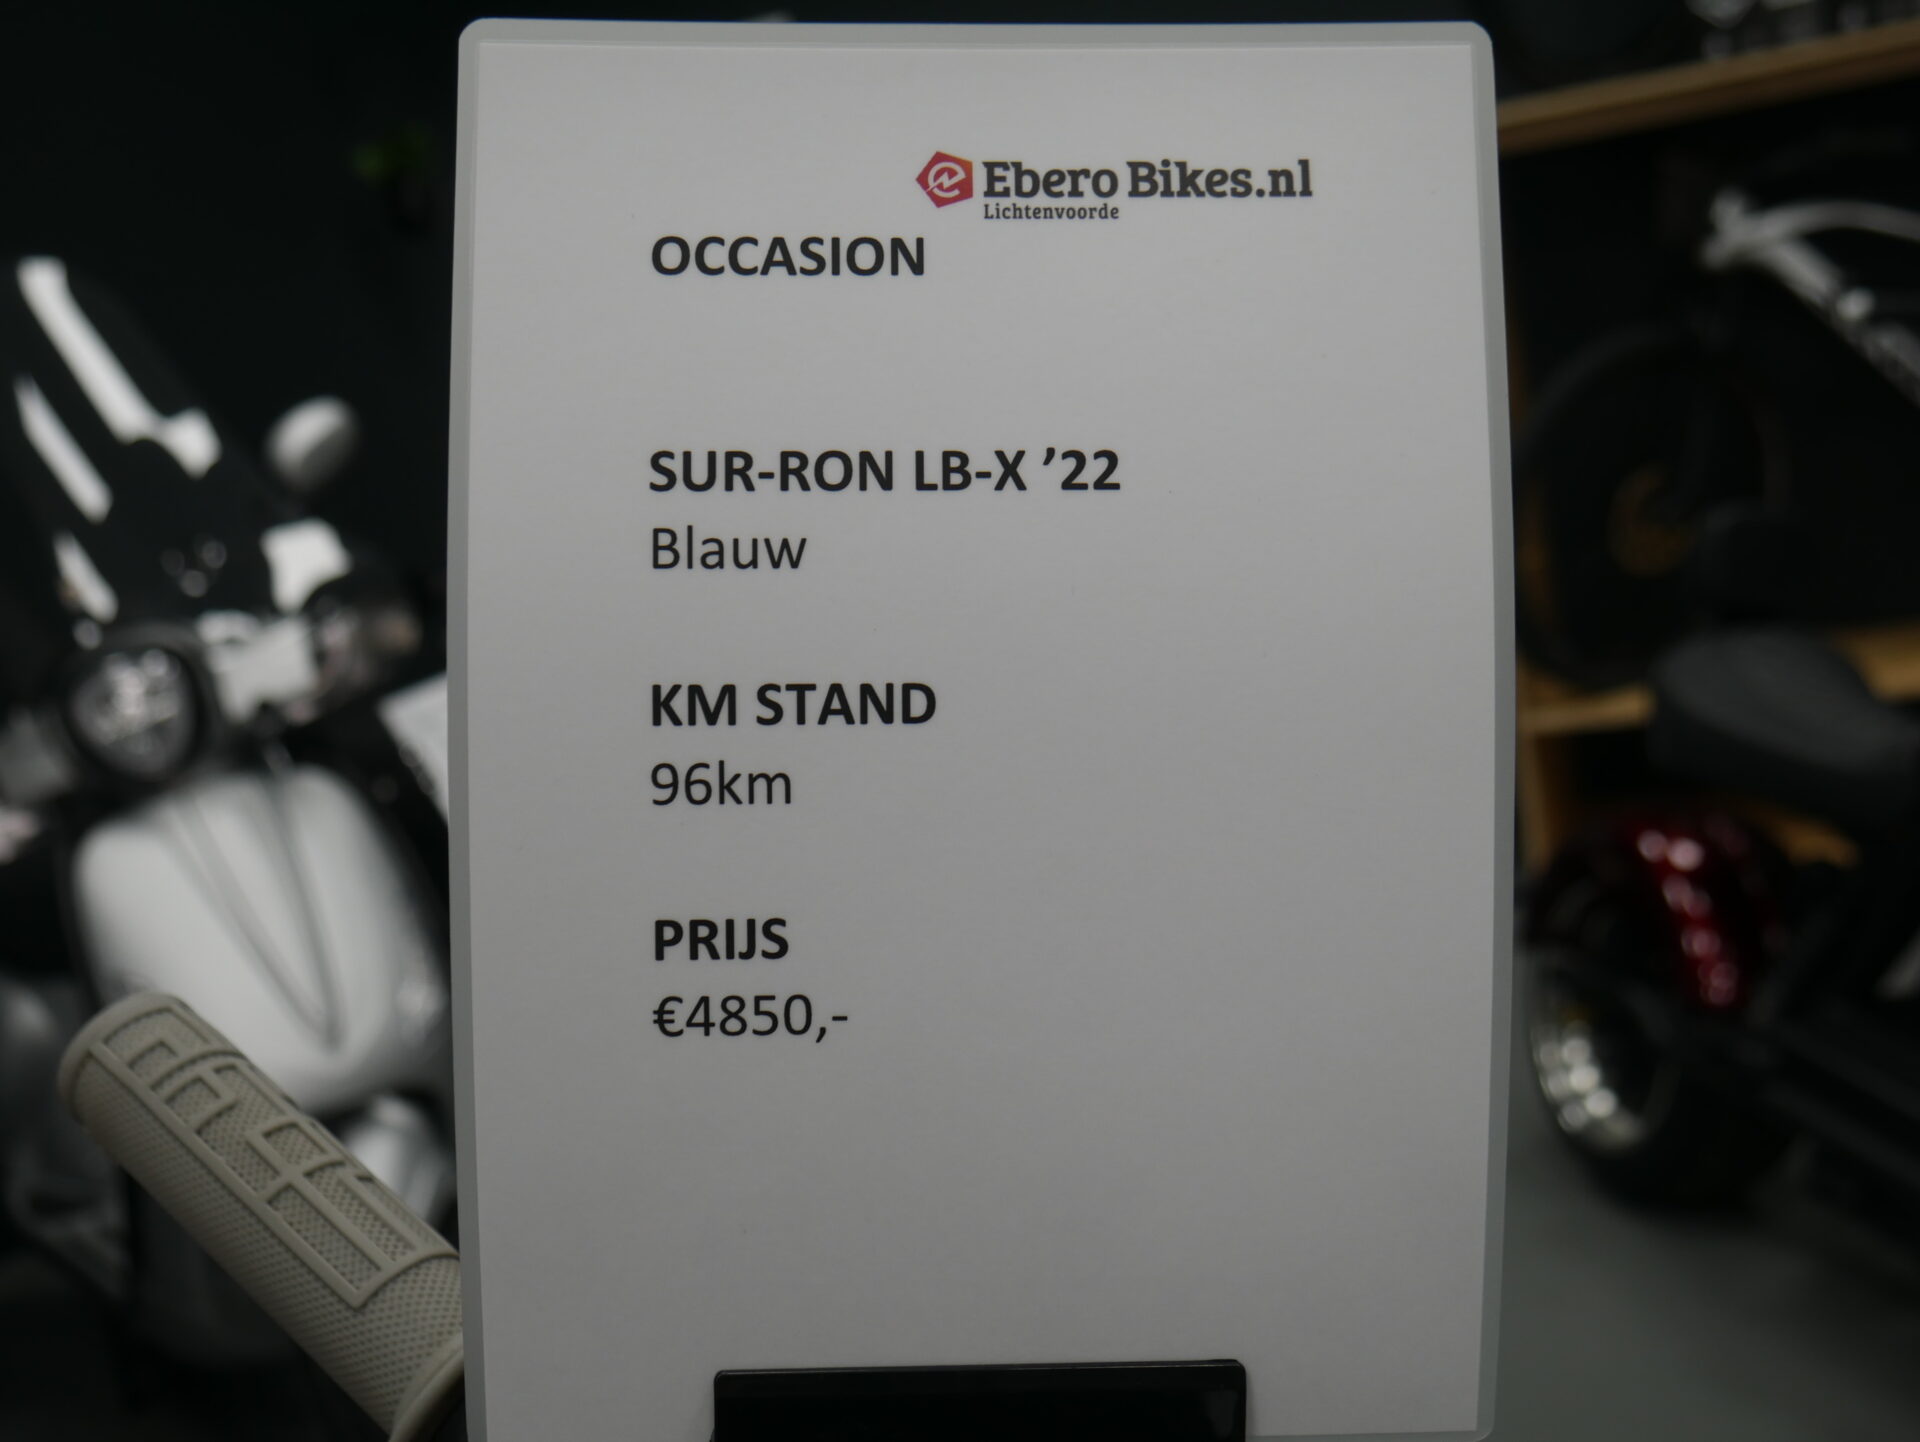 Ebero Bikes.nl
Lichtenvoorde
OCCASION
SUR-RON LB-X ’22
Blauw
KM STAND
96km
PRIJS
€4850,-